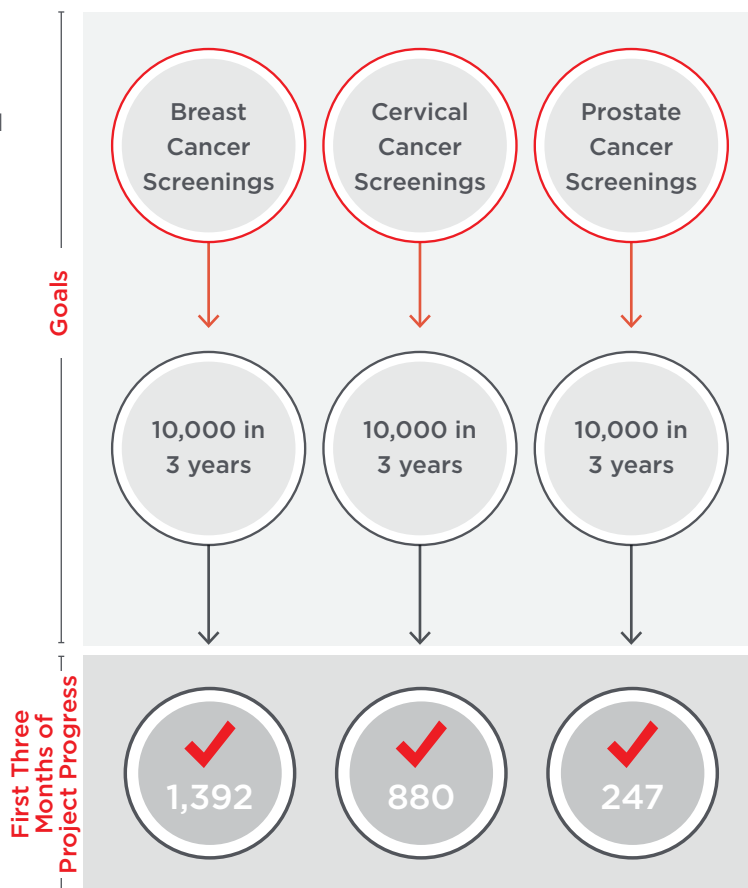 Goals
Breast
Cancer
Screenings
Cervical
Cancer
Screenings
Prostate
Cancer
Screenings
10,000 in
3 years
10,000 in
3 years
10,000 in
3 years
First Three
Months of
Project Progress
1,392
880
247